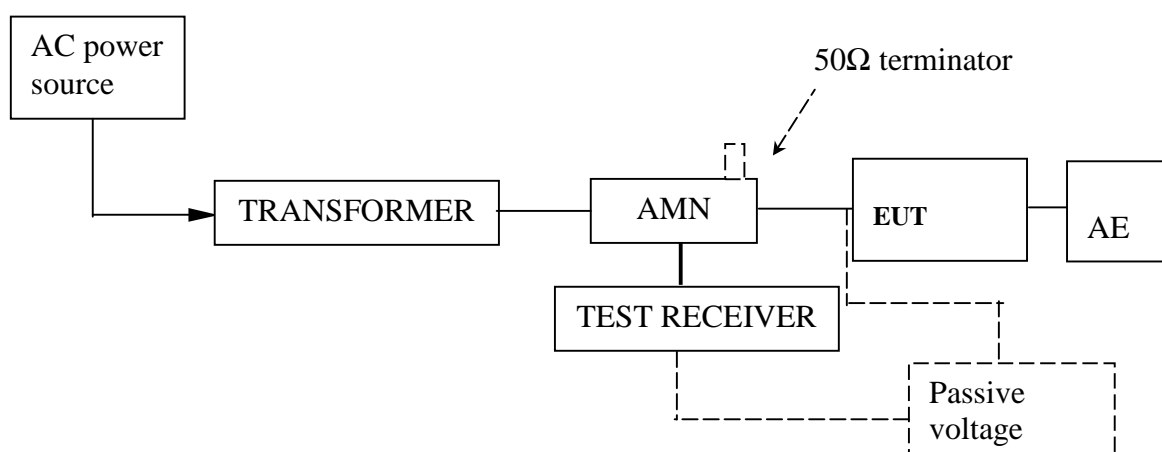 AC power
source
50Ω terminator
TRANSFORMER
AMN
EUT
AE
TEST RECEIVER
Passive
voltage